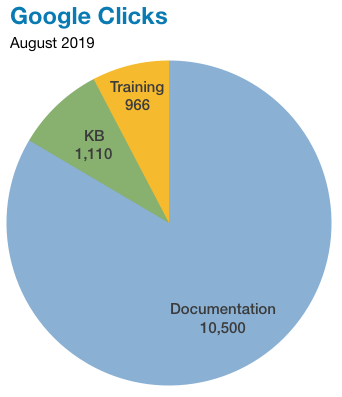 Google Clicks
August 2019
Training
966
KB
1,110
Documentation
10,500